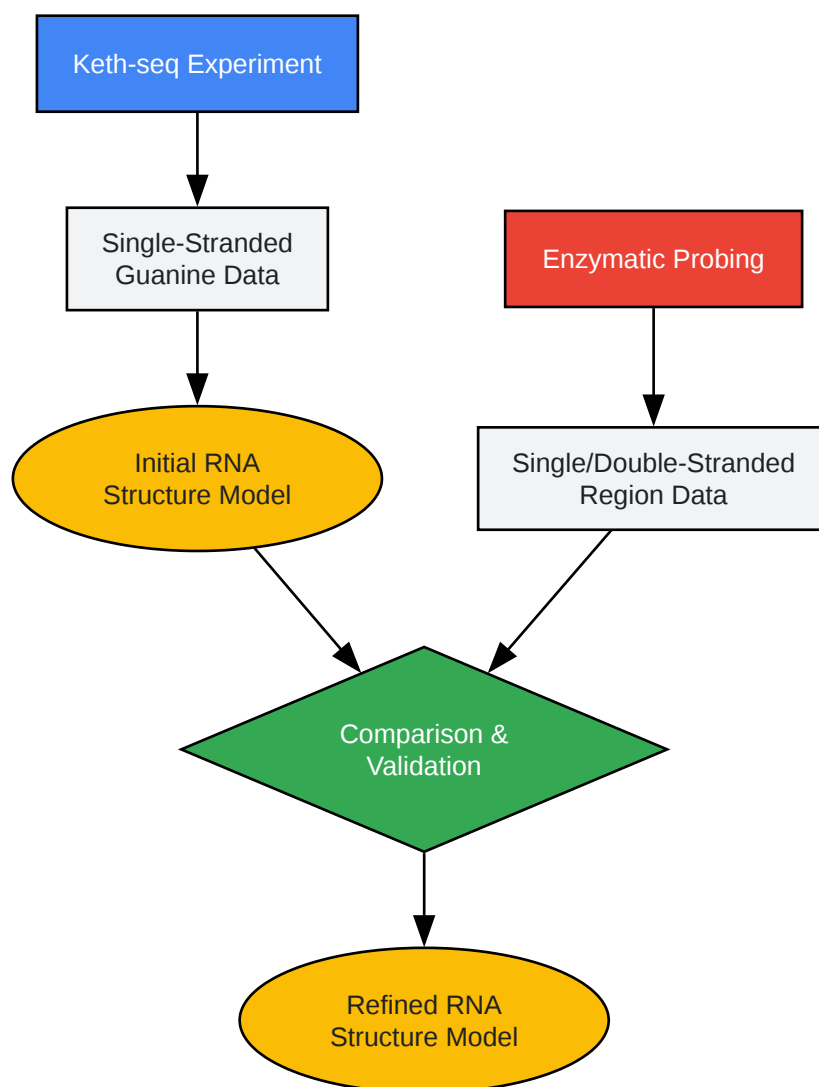 Keth-seq Experiment
Single-Stranded
Guanine Data
Enzymatic Probing
Initial RNA
Structure Model
Single/Double-Stranded
Region Data
Comparison &
Validation
Refined RNA
Structure Model